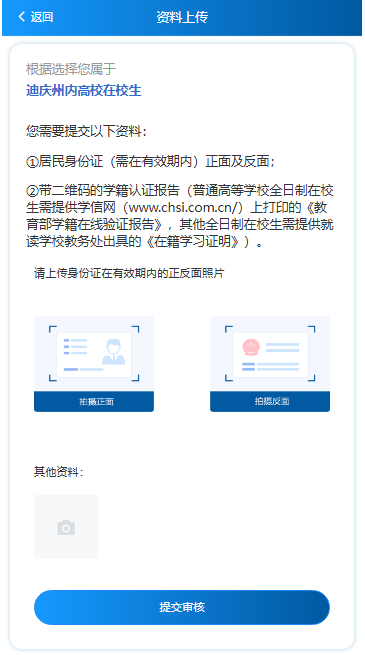 返回
资料上传
根据选择您属于
迪庆州内高校在校生
您需要提交以下资料：
①居民身份证（需在有效期内）正面及反面；
②带二维码的学籍认证报告（普通高等学校全日制在校
生需提供学信网（www.chsi.com.cn/）上打印的《教
育部学籍在线验证报告》，其他全日制在校生需提供就
读学校教务处出具的《在籍学习证明》）。
请上传身份证在有效期内的正反面照片
拍摄正面
拍摄反面
其他资料：
提交审核